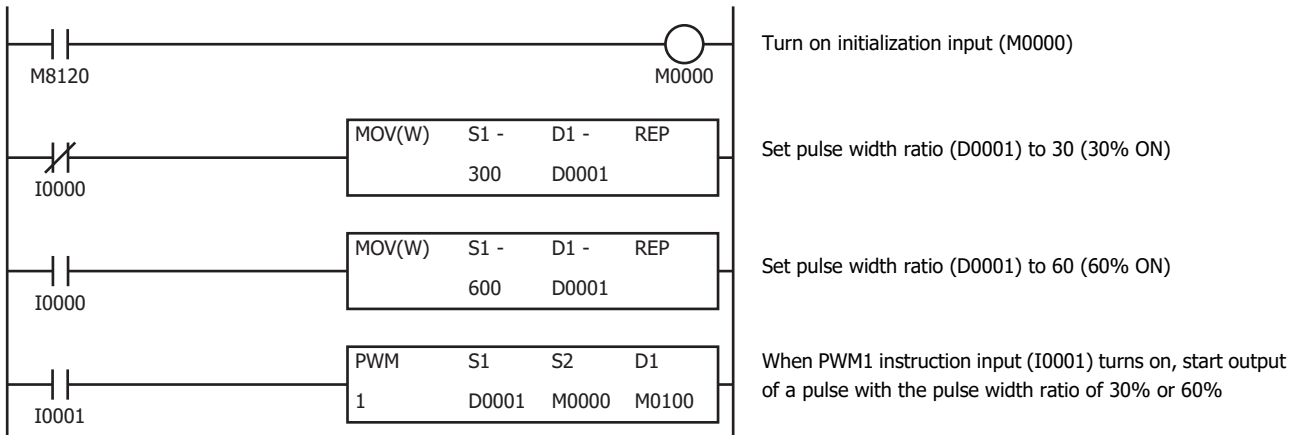 M8120
M0000
Turn on initialization input (M0000)
MOV(W) S1 - D1 - REP
300 D0001
I0000
Set pulse width ratio (D0001) to 30 (30% ON)
MOV(W) S1 - D1 - REP
600 D0001
I0000
Set pulse width ratio (D0001) to 60 (60% ON)
PWM S1 S2 D1
1 D0001 M0000 M0100
I0001
When PWM1 instruction input (I0001) turns on, start output
of a pulse with the pulse width ratio of 30% or 60%